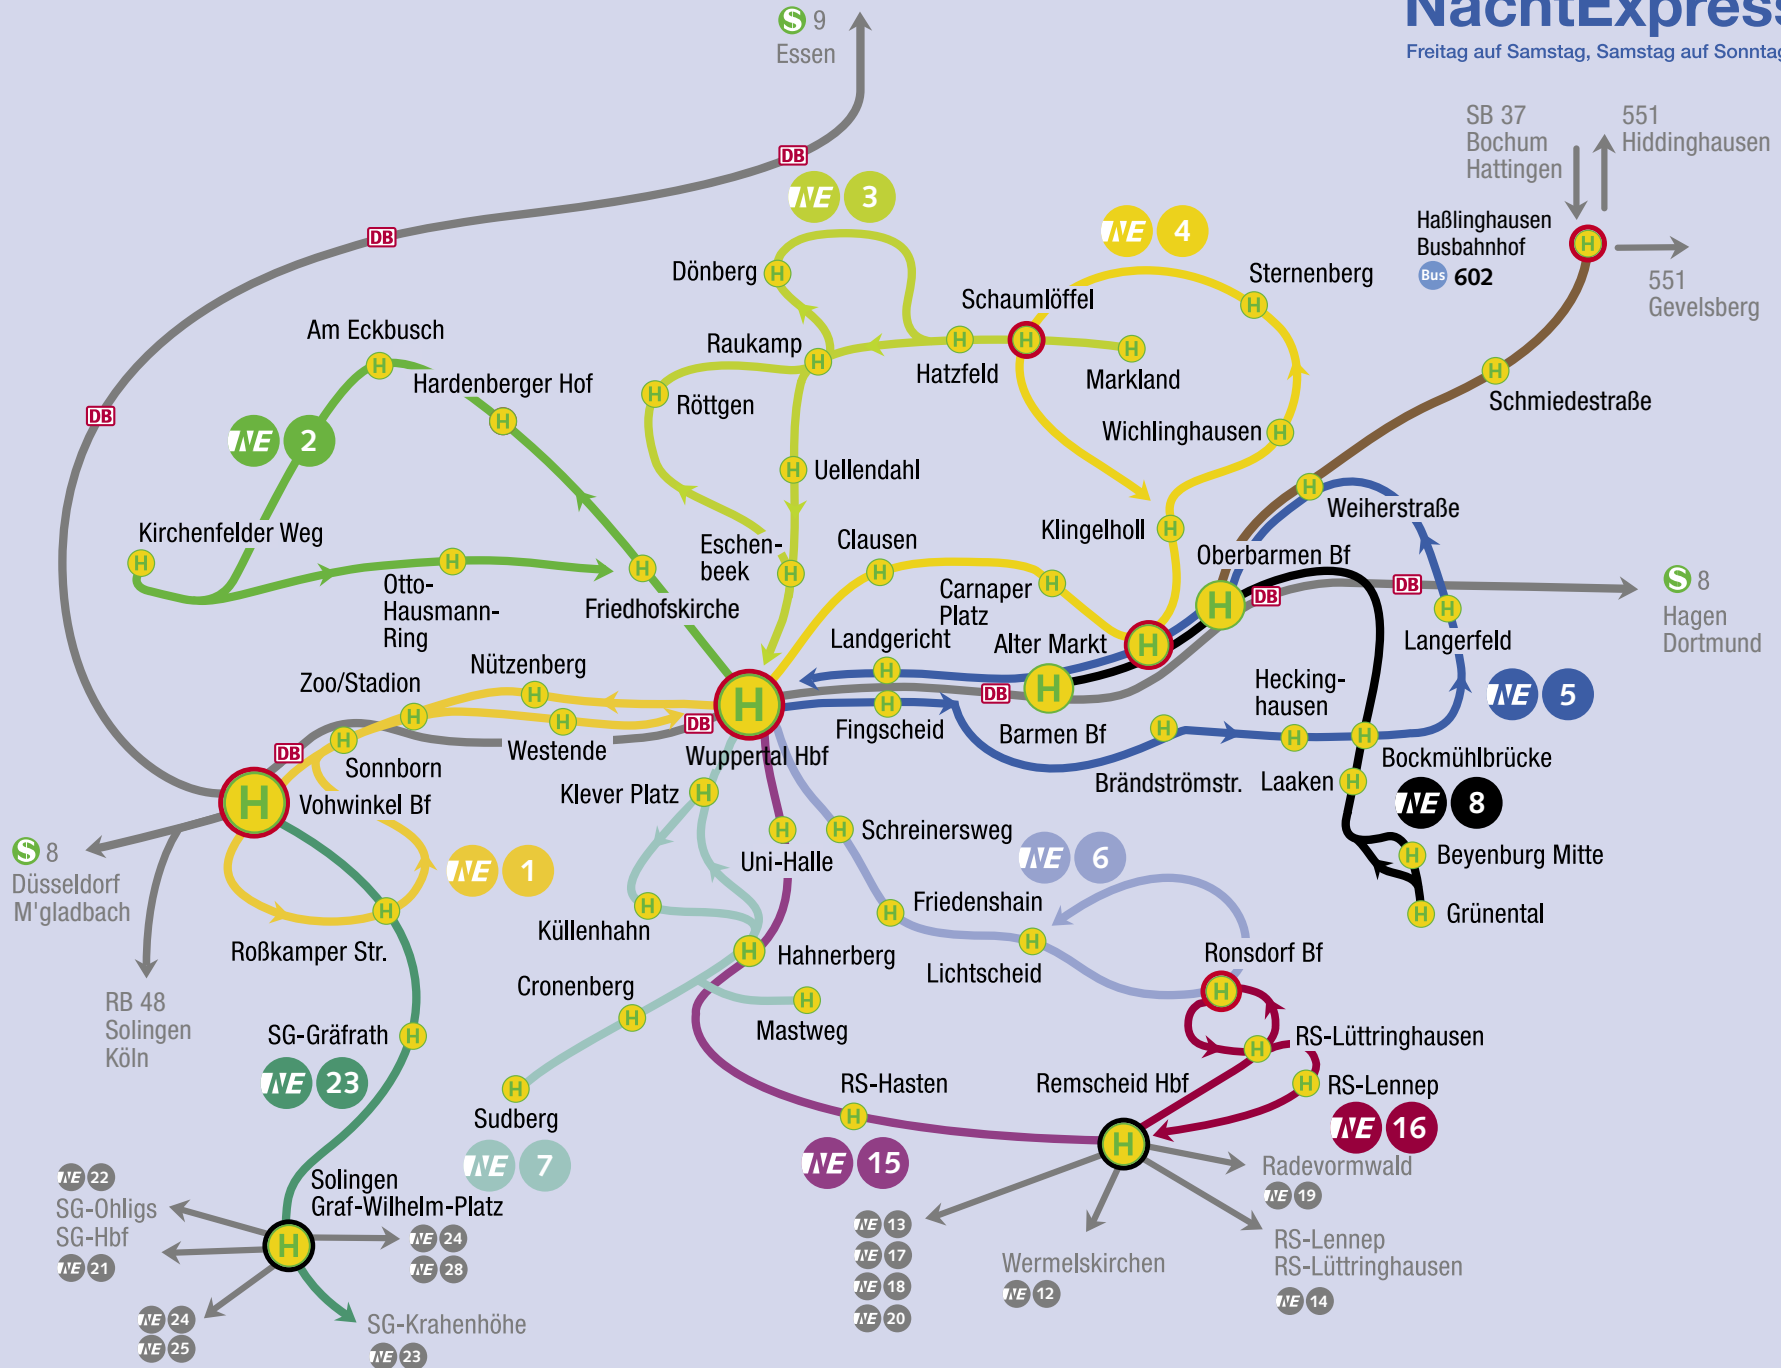 NachtExpress
Freitag auf Samstag, Samstag auf Sonntag
S 9
Essen
DB
DB
DB
SB 37
Bochum
Hattingen
551
Hiddinghausen
Haßlinghausen
Busbahnhof
Bus 602
H
551
Gevelsberg
NE 3
NE 4
Dönberg
H
Sternenberg
H
Schaumlöffel
H
Raukamp
H
Hatzfeld
H
Markland
H
Am Eckbusch
H
Hardenberger Hof
H
Röttgen
H
Schmiedestraße
H
NE 2
Wichlinghausen
H
Uellendahl
H
Weiherstraße
H
Kirchenfelder Weg
H
Klingelholl
H
Eschen-
beek
H
Clausen
H
Oberbarmen Bf
H
DB
DB
S 8
Hagen
Dortmund
Otto-
Hausmann-
Ring
H
Friedhofskirche
H
Carnaper
Platz
H
Langerfeld
H
Landgericht
H
Alter Markt
H
Nützenberg
H
Zoo/Stadion
H
Hecking-
hausen
H
NE 5
H
DB
Wuppertal Hbf
DB
Fingscheid
H
Barmen Bf
H
Westende
H
DB
Sonnborn
H
Brändströmstr.
H
Laaken
H
Bockmühlbrücke
H
NE 8
Vohwinkel Bf
H
Klever Platz
H
S 8
Düsseldorf
M'gladbach
NE 1
Uni-Halle
H
Schreinersweg
H
NE 6
Beyenburg Mitte
H
Grünental
H
Roßkamper Str.
H
Küllenhahn
H
Friedenshain
H
Hahnerberg
H
Lichtscheid
H
Ronsdorf Bf
H
RB 48
Solingen
Köln
Cronenberg
H
Mastweg
H
SG-Gräfrath
H
NE 23
RS-Lüttringhausen
H
Sudberg
H
NE 7
RS-Hasten
H
Remscheid Hbf
H
RS-Lennep
H
NE 16
NE 15
Radevormwald
NE 19
NE 22
SG-Ohligs
SG-Hbf
NE 21
Solingen
Graf-Wilhelm-Platz
H
NE 24
NE 28
NE 13
NE 17
NE 18
NE 20
Wermelskirchen
NE 12
RS-Lennep
RS-Lüttringhausen
NE 14
NE 24
NE 25
SG-Krahenhöhe
NE 23